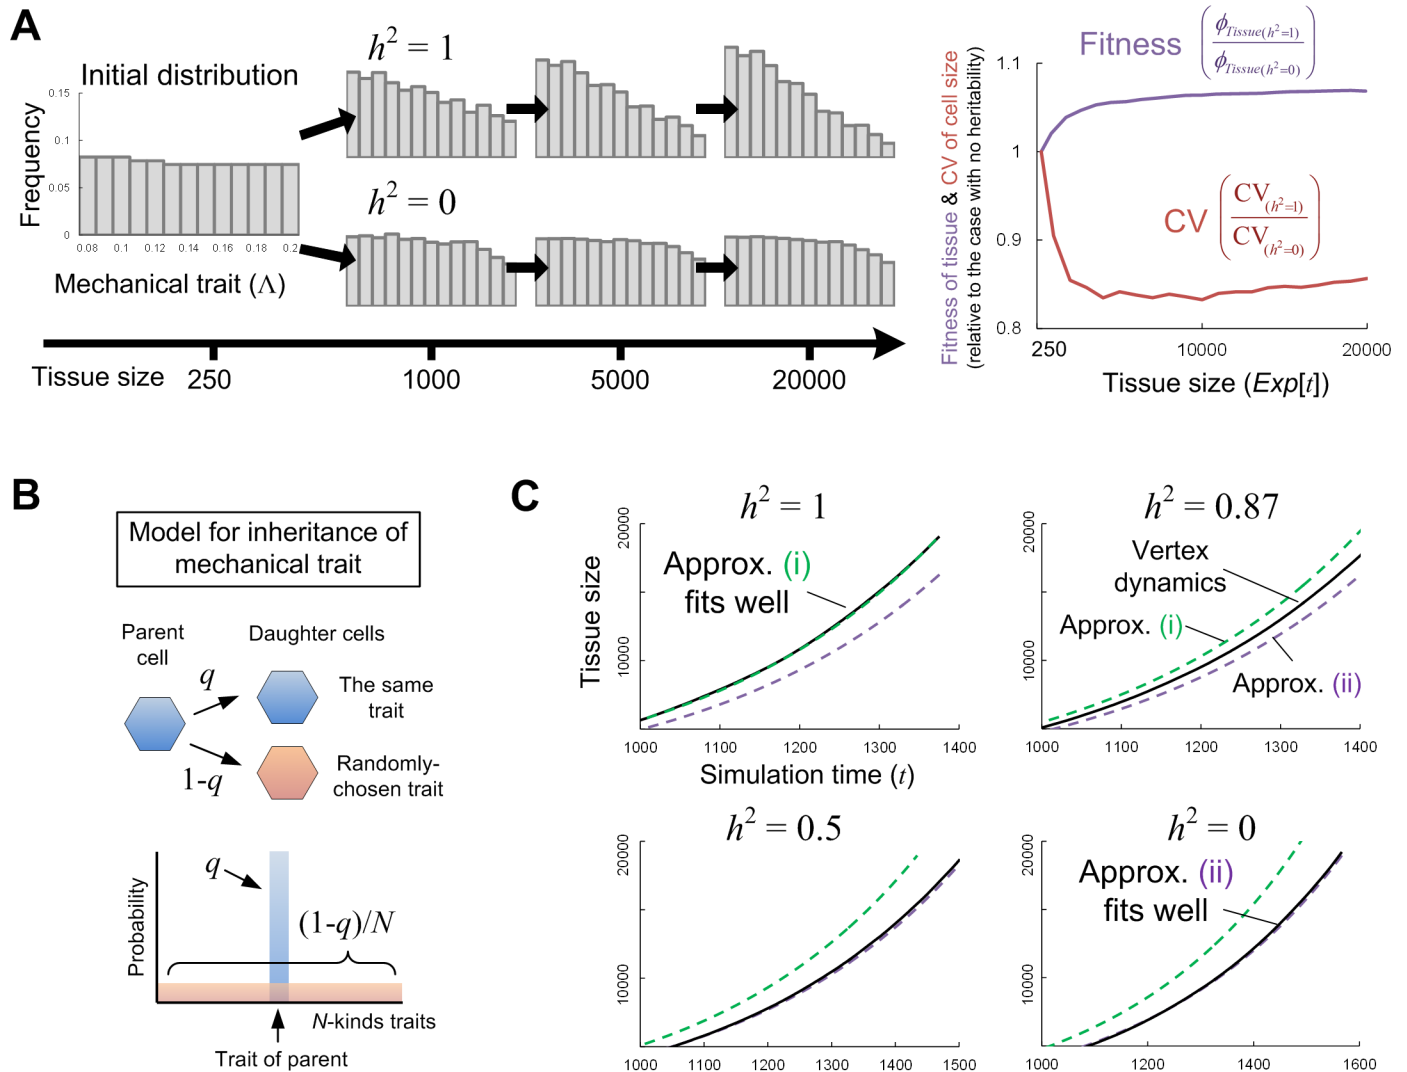 A
Initial distribution
Frequency
0.15
0.1
0.05
0
0.08 0.1 0.12 0.14 0.16 0.18 0.2
Mechanical trait (Λ)
h² = 1
h² = 0
Tissue size 250 1000 5000 20000
Fitness of tissue & CV of cell size
(relative to the case with no heritability)
Fitness (ϕTissue(h²=1) / ϕTissue(h²=0))
CV (CV(h²=1) / CV(h²=0))
1.1
1
0.9
0.8
250 10000 20000
Tissue size (Exp[t])
B
Model for inheritance of
mechanical trait
Parent
cell
Daughter cells
q
The same
trait
1-q
Randomly-
chosen trait
Probability
q
(1-q)/N
N-kinds traits
Trait of parent
C
h² = 1
Tissue size
20000
10000
Approx. (i)
fits well
1000 1100 1200 1300 1400
Simulation time (t)
h² = 0.87
20000
10000
Vertex
dynamics
Approx. (i)
Approx. (ii)
1000 1100 1200 1300 1400
h² = 0.5
20000
10000
1000 1100 1200 1300 1400 1500
h² = 0
20000
10000
Approx. (ii)
fits well
1000 1200 1400 1600